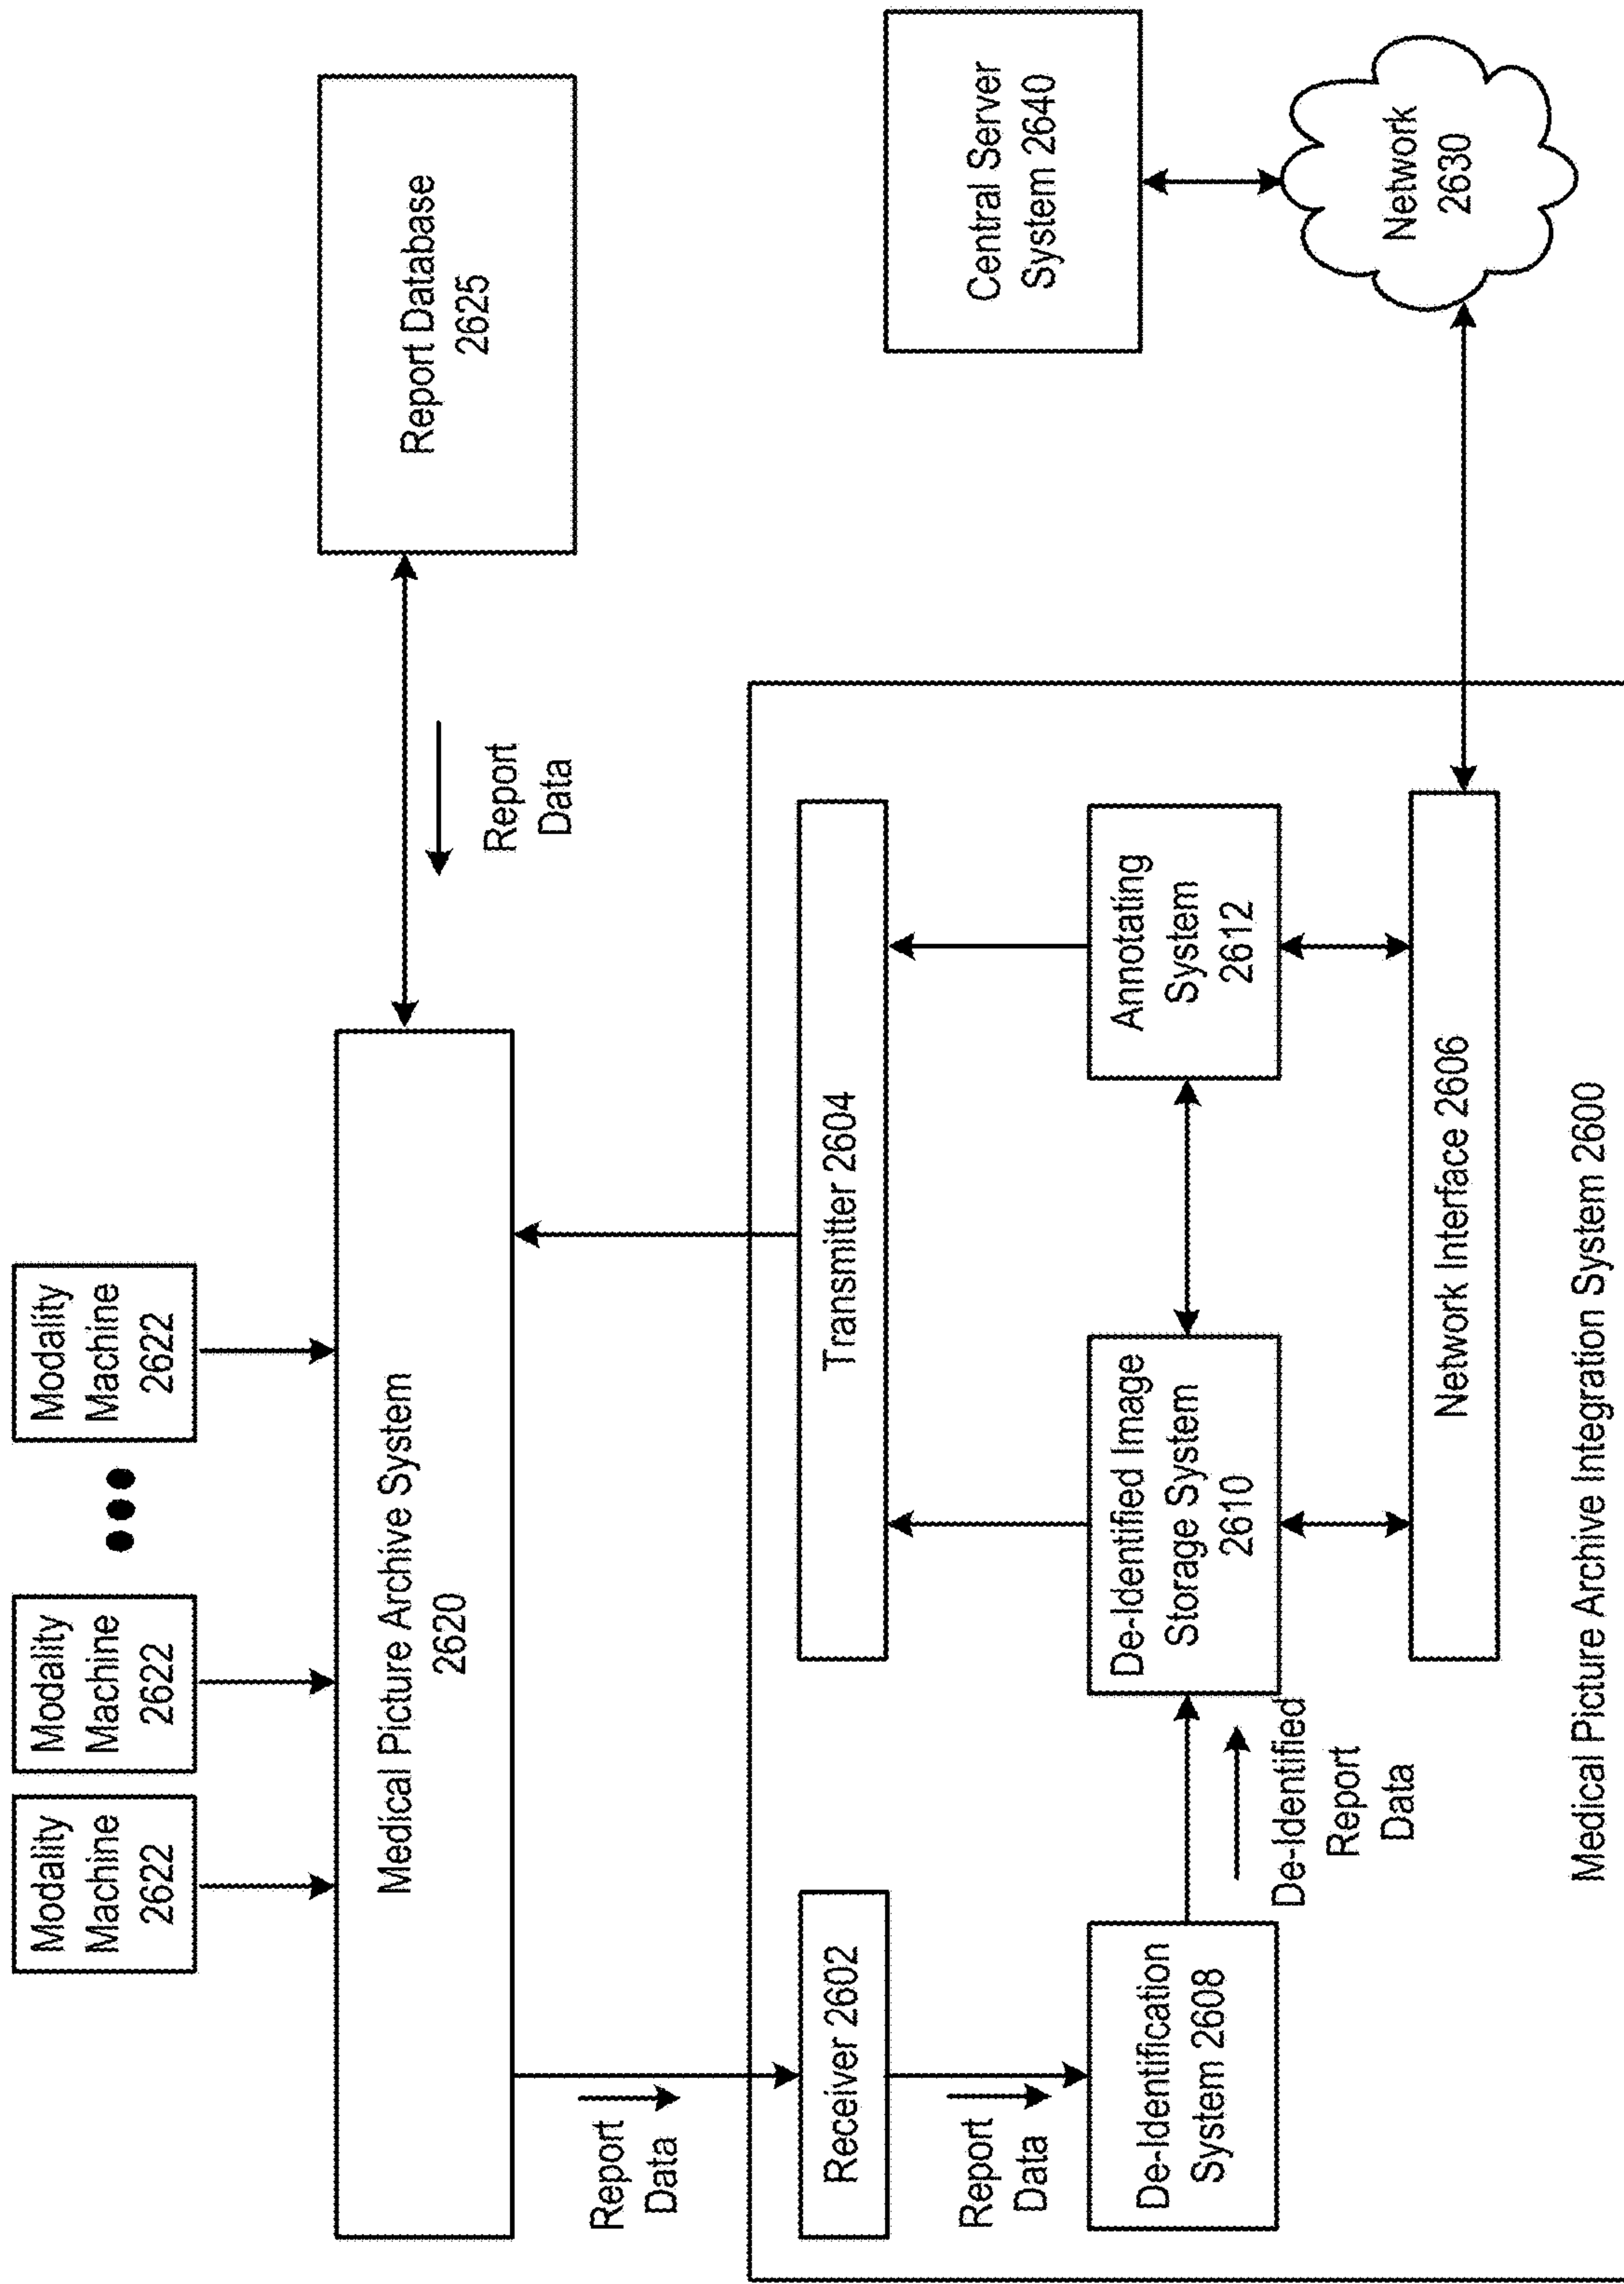 Modality
Machine
2622
Modality
Machine
2622
Modality
Machine
2622
Medical Picture Archive System
2620
Report Database
2625
Report
Data
Report
Data
Receiver 2602
Transmitter 2604
Report
Data
De-Identification
System 2608
De-Identified
Report
Data
De-Identified Image
Storage System
2610
Annotating
System
2612
Network Interface 2606
Medical Picture Archive Integration System 2600
Central Server
System 2640
Network
2630